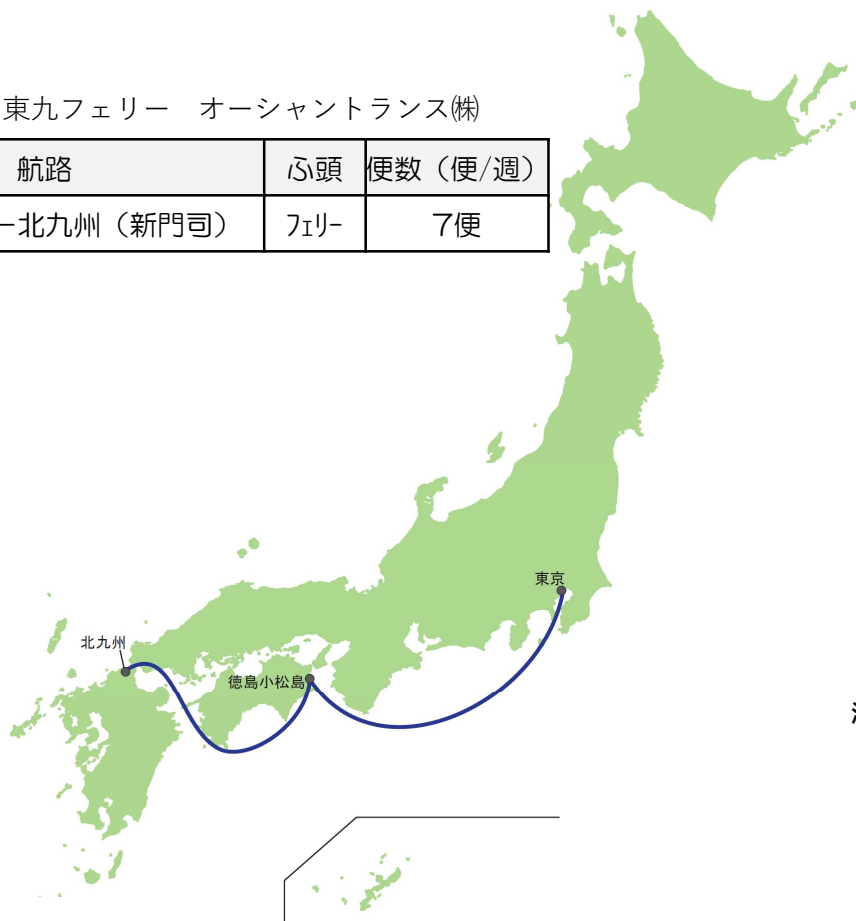 東九フェリー　オーシャントランス㈱
航路 ふ頭 便数（便/週）
ー北九州（新門司） フェリー 7便
東京
北九州
徳島小松島